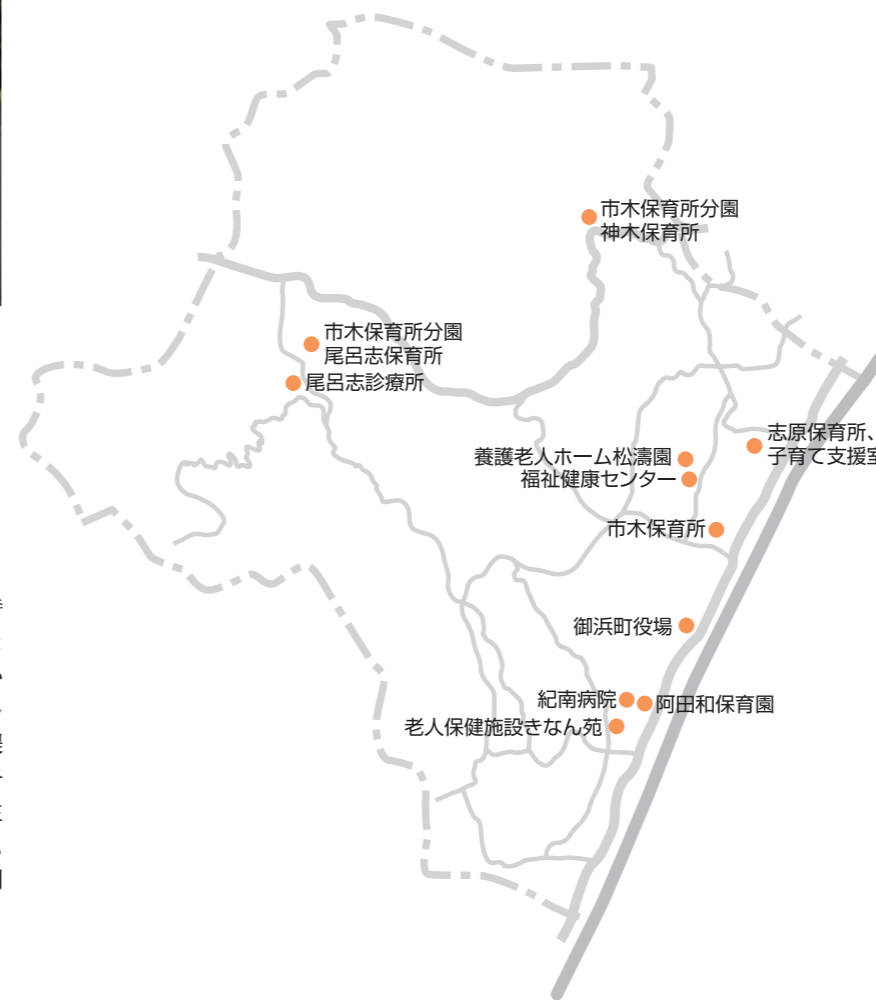 市木保育所分園
神木保育所
市木保育所分園
尾呂志保育所
尾呂志診療所
志原保育所、
子育て支援室
養護老人ホーム松濤園
福祉健康センター
市木保育所
御浜町役場
紀南病院
阿田和保育園
老人保健施設きなん苑